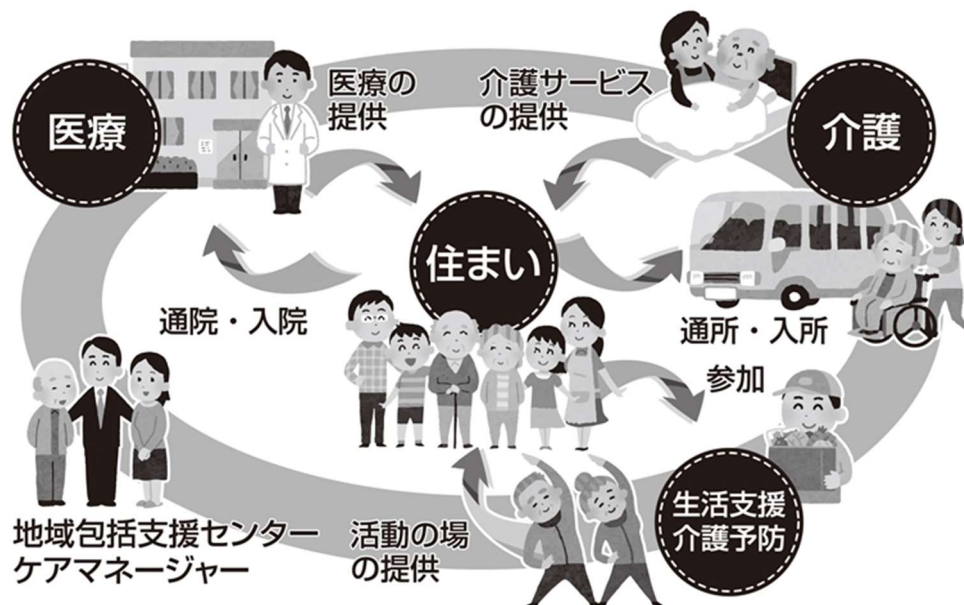 医療
医療の
提供
介護サービス
の提供
介護
住まい
通院・入院
通所・入所
参加
地域包括支援センター
ケアマネージャー
活動の場
の提供
生活支援
介護予防